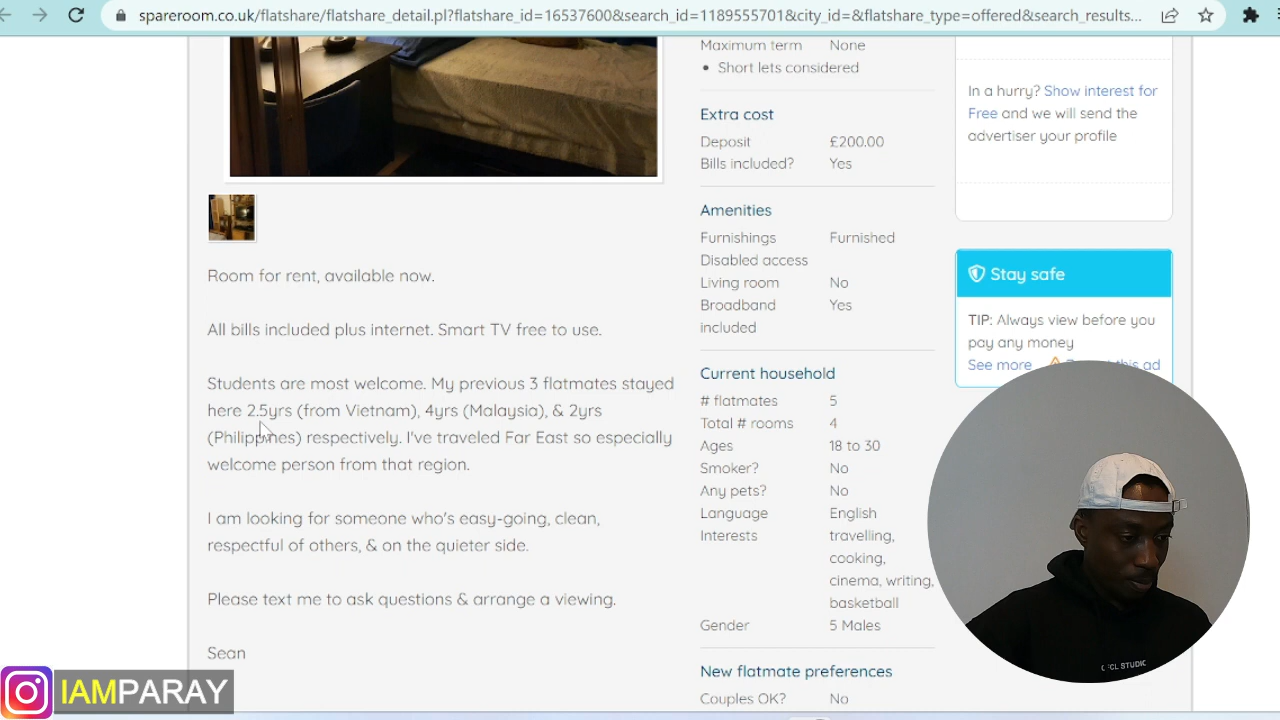 spareroom.co.uk/flatshare/flatshare_detail.pl?flatshare_id=16537600&search_id=1189555701&city_id=&flatshare_type=offered&search_results...
Room for rent, available now.
All bills included plus internet. Smart TV free to use.
Students are most welcome. My previous 3 flatmates stayed
here 2.5yrs (from Vietnam), 4yrs (Malaysia), & 2yrs
(Philippines) respectively. I've traveled Far East so especially
welcome person from that region.
I am looking for someone who's easy-going, clean,
respectful of others, & on the quieter side.
Please text me to ask questions & arrange a viewing.
Sean
Maximum term None
• Short lets considered
Extra cost
Deposit £200.00
Bills included? Yes
Amenities
Furnishings Furnished
Disabled access
Living room No
Broadband Yes
included
Current household
# flatmates 5
Total # rooms 4
Ages 18 to 30
Smoker? No
Any pets? No
Language English
Interests travelling,
cooking,
cinema, writing,
basketball
Gender 5 Males
New flatmate preferences
Couples OK? No
In a hurry? Show interest for
Free and we will send the
advertiser your profile
Stay safe
TIP: Always view before you
pay any money
See more this ad
STUDIO
IAMPARAY